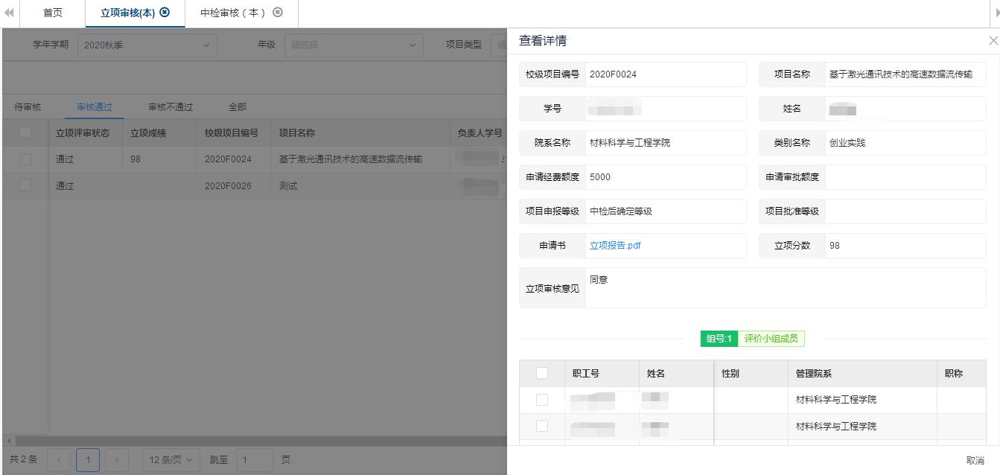 首页 立项审核(本) 中检审核（本）
学年学期 2020秋季 年级 请选择 项目类型 请
待审核 审核通过 审核不通过 全部
立项评审状态 立项成绩 校级项目编号 项目名称 负责人学号
通过 98 2020F0024 基于激光通讯技术的高速数据流传输
通过 2020F0026 测试
共 2 条 1 12 条/页 跳至 1 页
查看详情
校级项目编号 2020F0024 项目名称 基于激光通讯技术的高速数据流传输
学号 姓名
院系名称 材料科学与工程学院 类别名称 创业实践
申请经费额度 5000 申请审批额度
项目申报等级 中检后确定等级 项目批准等级
申请书 立项报告.pdf 立项分数 98
立项审核意见 同意
组号:1 评价小组成员
职工号 姓名 性别 管理院系 职称
材料科学与工程学院
材料科学与工程学院
取消